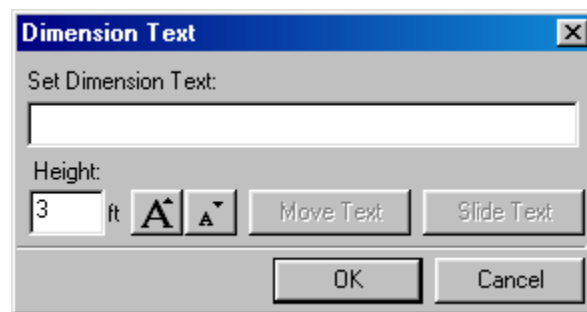 Dimension Text
Set Dimension Text:
Height:
3 ft A A Move Text Slide Text
OK Cancel